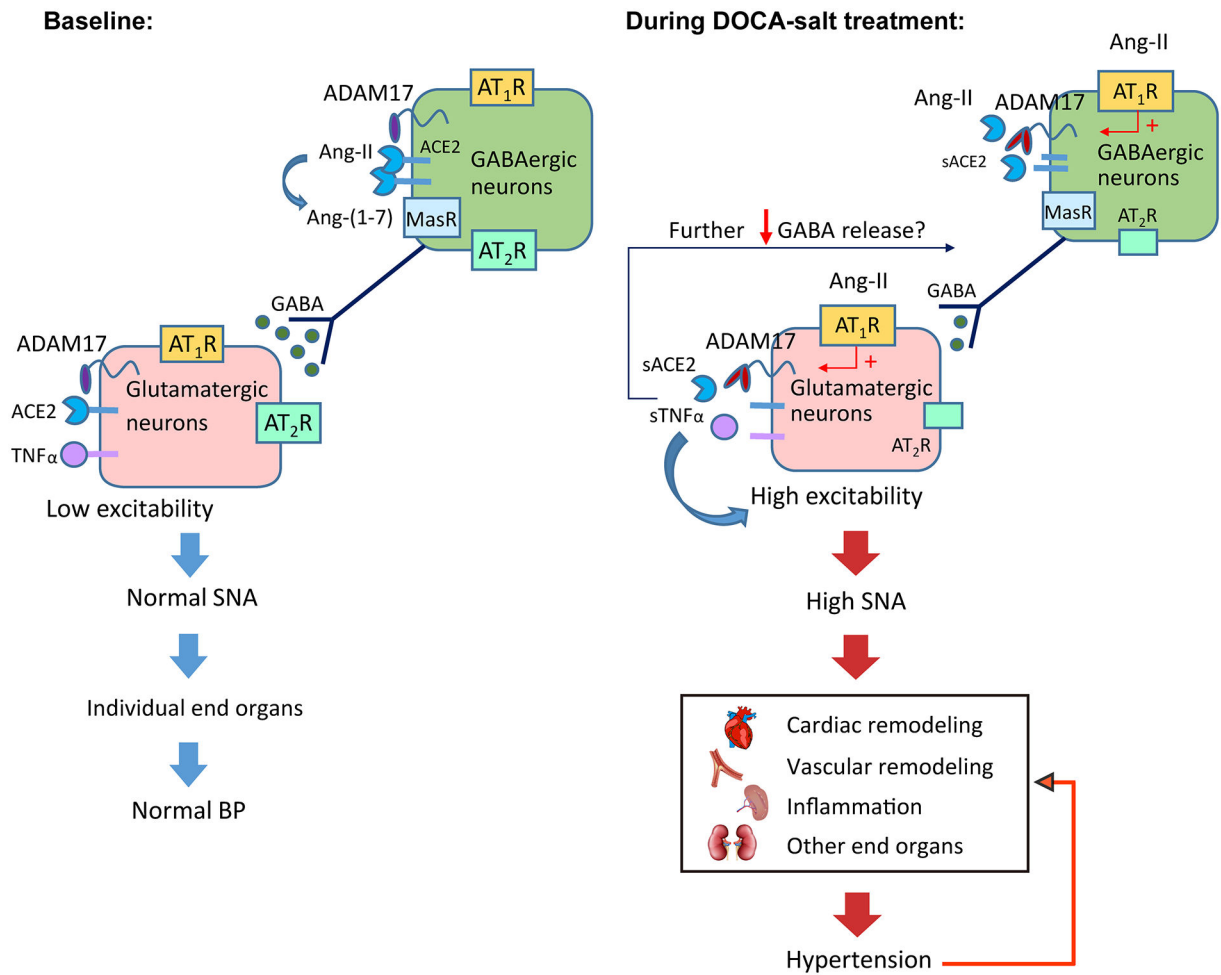 Baseline:
ADAM17
AT1R
Ang-II
ACE2
GABAergic
neurons
Ang-(1-7)
MasR
AT2R
GABA
ADAM17
AT1R
Glutamatergic
neurons
ACE2
AT2R
TNFα
Low excitability
Normal SNA
Individual end organs
Normal BP
During DOCA-salt treatment:
Ang-II
AT1R
Ang-II
ADAM17
+
sACE2
GABAergic
neurons
MasR
AT2R
Further GABA release?
Ang-II
GABA
AT1R
ADAM17
+
sACE2
Glutamatergic
neurons
sTNFα
AT2R
High excitability
High SNA
Cardiac remodeling
Vascular remodeling
Inflammation
Other end organs
Hypertension